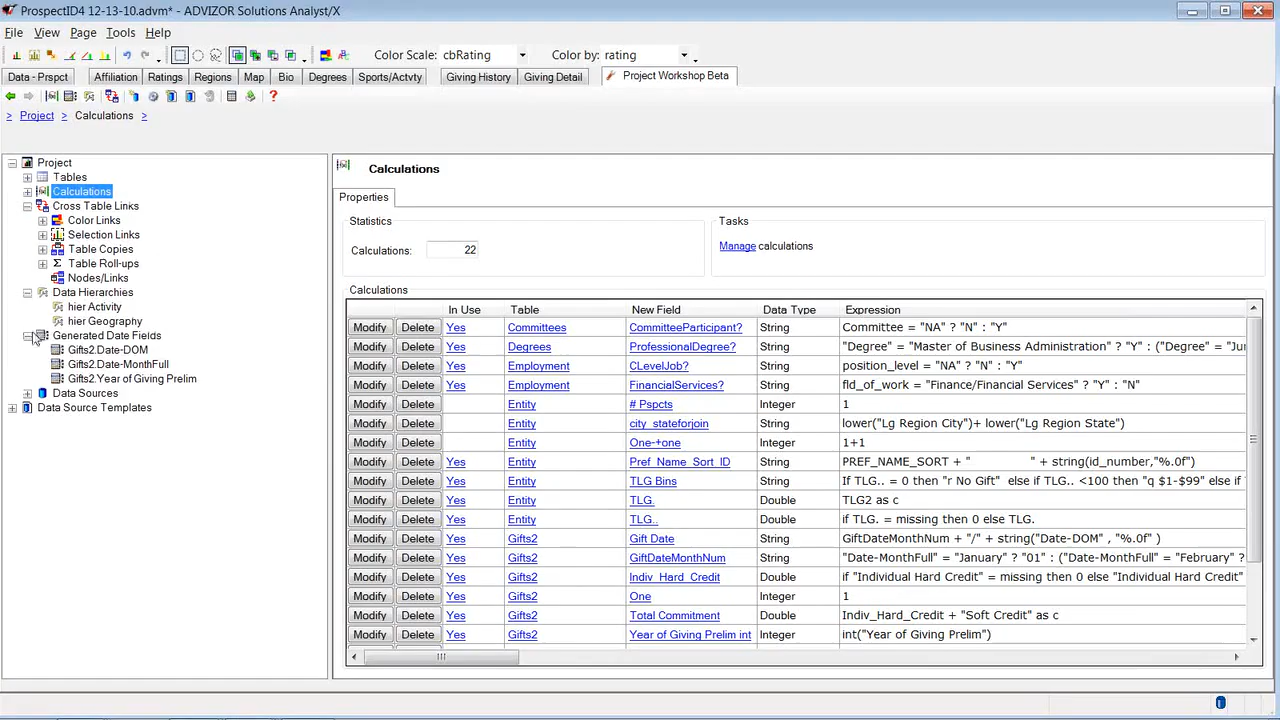 ProspectID4 12-13-10.advm* - ADVIZOR Solutions Analyst/X
File View Page Tools Help
Color Scale: cbRating Color by: rating
Data - Prspct Affiliation Ratings Regions Map Bio Degrees Sports/Actvty Giving History Giving Detail Project Workshop Beta
> Project > Calculations >
Project
Tables
Calculations
Cross Table Links
Color Links
Selection Links
Table Copies
Table Roll-ups
Nodes/Links
Data Hierarchies
hier Activity
hier Geography
Generated Date Fields
Gifts2.Date-DOM
Gifts2.Date-MonthFull
Gifts2.Year of Giving Prelim
Data Sources
Data Source Templates
Calculations
Properties
Statistics
Calculations: 22
Tasks
Manage calculations
Calculations
In Use Table New Field Data Type Expression
Modify Delete Yes Committees CommitteeParticipant? String Committee = "NA" ? "N" : "Y"
Modify Delete Yes Degrees ProfessionalDegree? String "Degree" = "Master of Business Administration" ? "Y" : ("Degree" = "Jur
Modify Delete Yes Employment CLevelJob? String position_level = "NA" ? "N" : "Y"
Modify Delete Yes Employment FinancialServices? String fld_of_work = "Finance/Financial Services" ? "Y" : "N"
Modify Delete Entity # Pspcts Integer 1
Modify Delete Entity city_stateforjoin String lower("Lg Region City")+ lower("Lg Region State")
Modify Delete Entity One-+one Integer 1+1
Modify Delete Yes Entity Pref_Name_Sort_ID String PREF_NAME_SORT + " " + string(id_number,"%.0f")
Modify Delete Yes Entity TLG Bins String If TLG.. = 0 then "r No Gift" else if TLG.. <100 then "q $1-$99" else if T
Modify Delete Yes Entity TLG. Double TLG2 as c
Modify Delete Yes Entity TLG.. Double if TLG. = missing then 0 else TLG.
Modify Delete Yes Gifts2 Gift Date String GiftDateMonthNum + "/" + string("Date-DOM" , "%.0f" )
Modify Delete Yes Gifts2 GiftDateMonthNum String "Date-MonthFull" = "January" ? "01" : ("Date-MonthFull" = "February" ?
Modify Delete Yes Gifts2 Indiv_Hard_Credit Double if "Individual Hard Credit" = missing then 0 else "Individual Hard Credit"
Modify Delete Yes Gifts2 One Integer 1
Modify Delete Yes Gifts2 Total Commitment Double Indiv_Hard_Credit + "Soft Credit" as c
Modify Delete Yes Gifts2 Year of Giving Prelim int Integer int("Year of Giving Prelim")